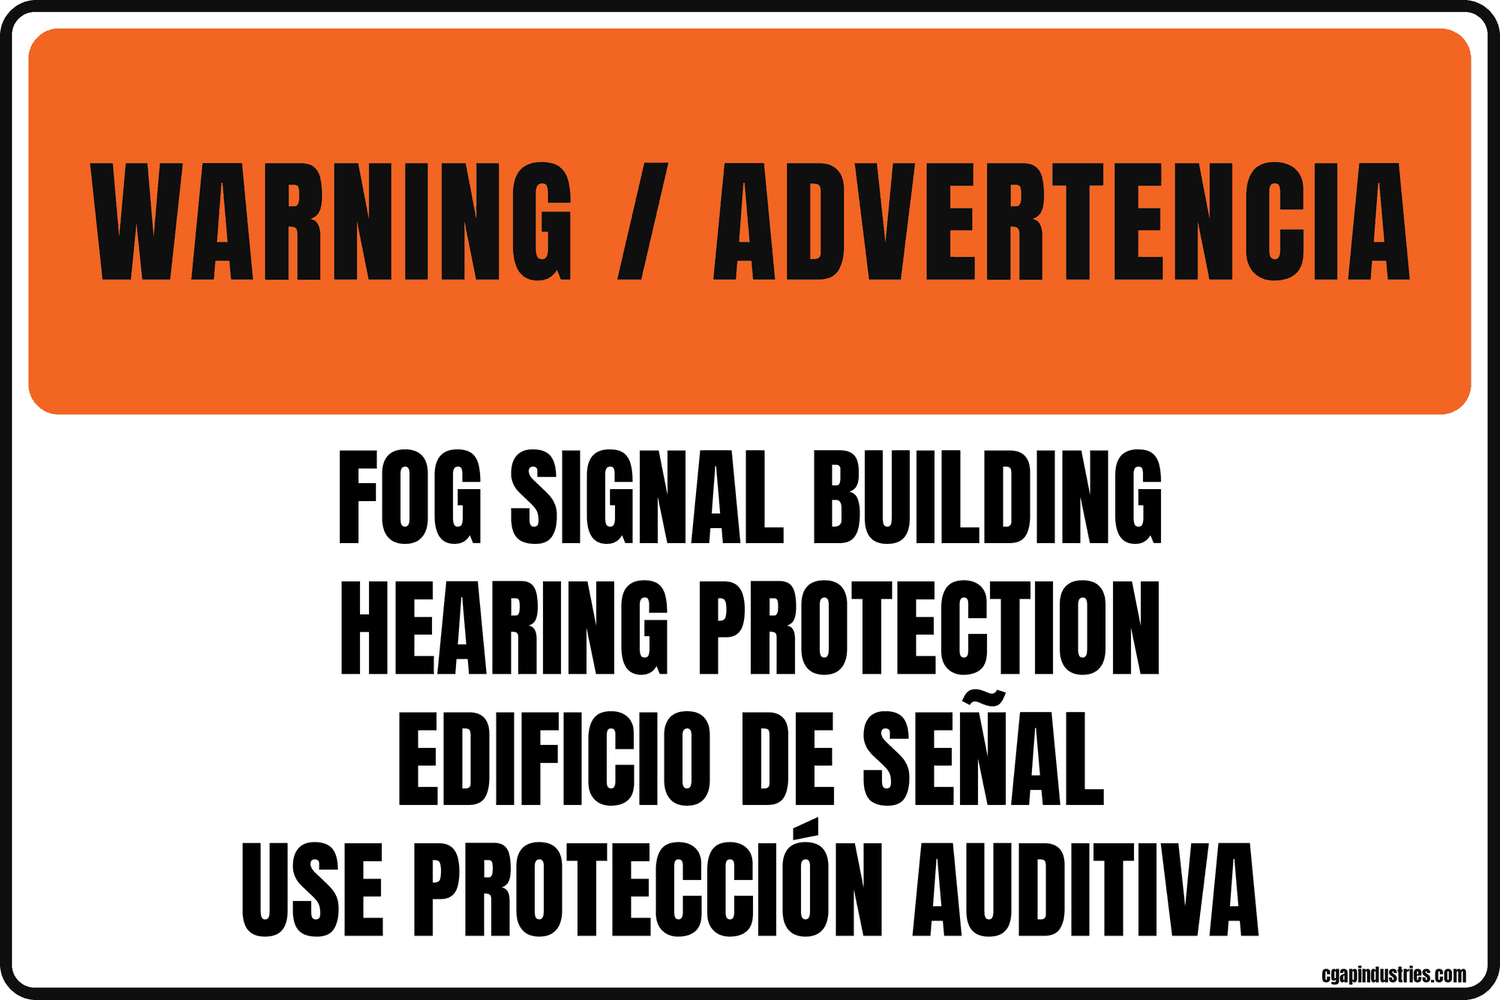 WARNING / ADVERTENCIA
FOG SIGNAL BUILDING
HEARING PROTECTION
EDIFICIO DE SEÑAL
USE PROTECCIÓN AUDITIVA
cgapindustries.com